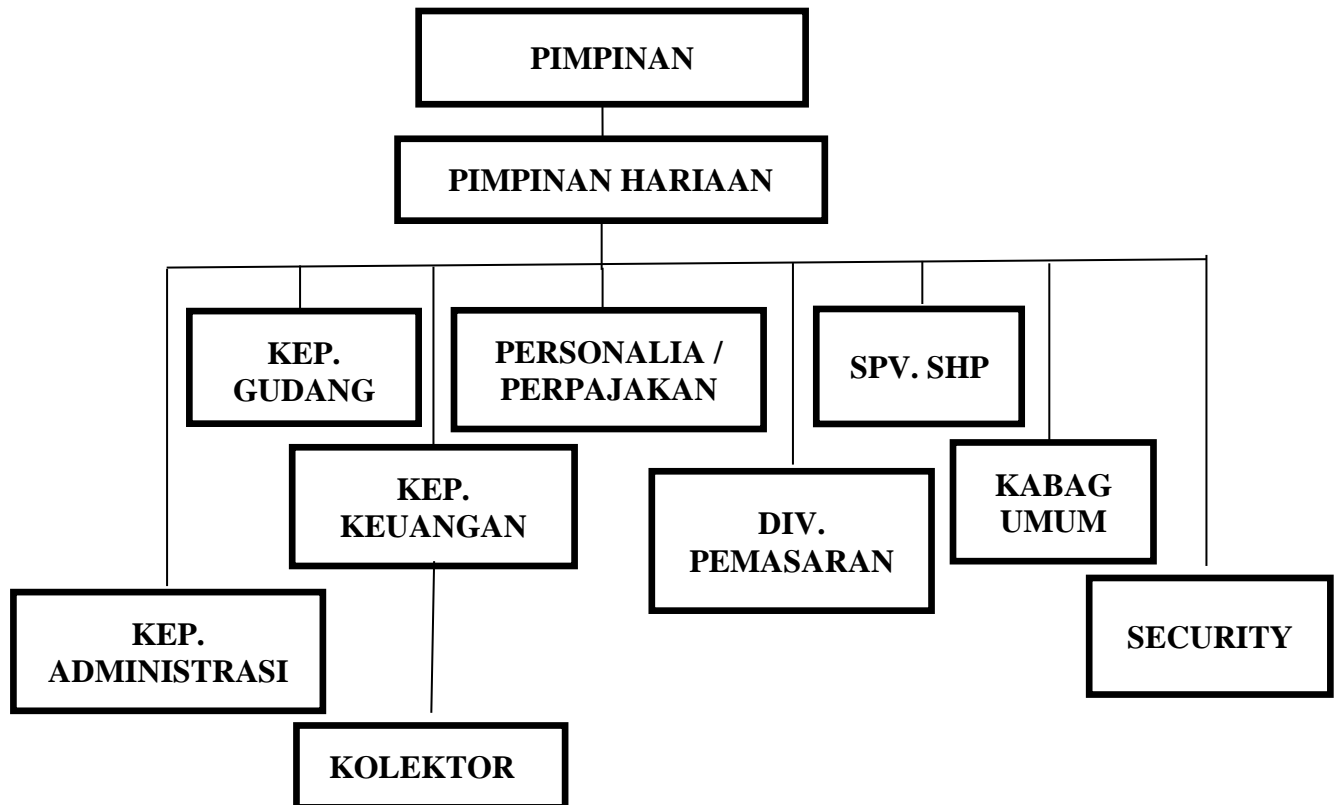 PIMPINAN
PIMPINAN HARIAAN
KEP.
GUDANG
PERSONALIA /
PERPAJAKAN
SPV. SHP
KEP.
KEUANGAN
DIV.
PEMASARAN
KABAG
UMUM
KEP.
ADMINISTRASI
SECURITY
KOLEKTOR